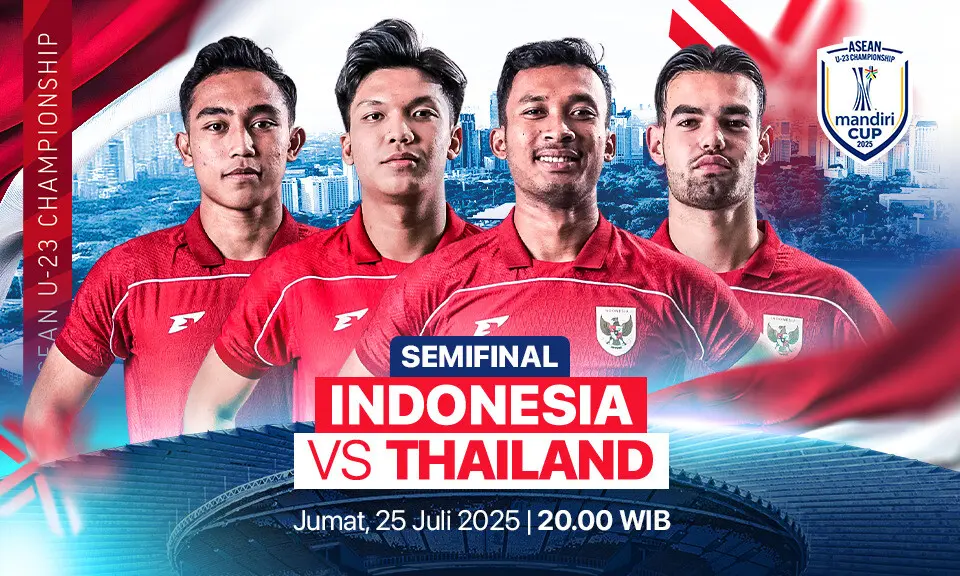 ASEAN U-23 CHAMPIONSHIP
ASEAN
U-23 CHAMPIONSHIP
mandiri
CUP
2025
INDONESIA
SEMIFINAL
INDONESIA
VS THAILAND
Jumat, 25 Juli 2025 | 20.00 WIB